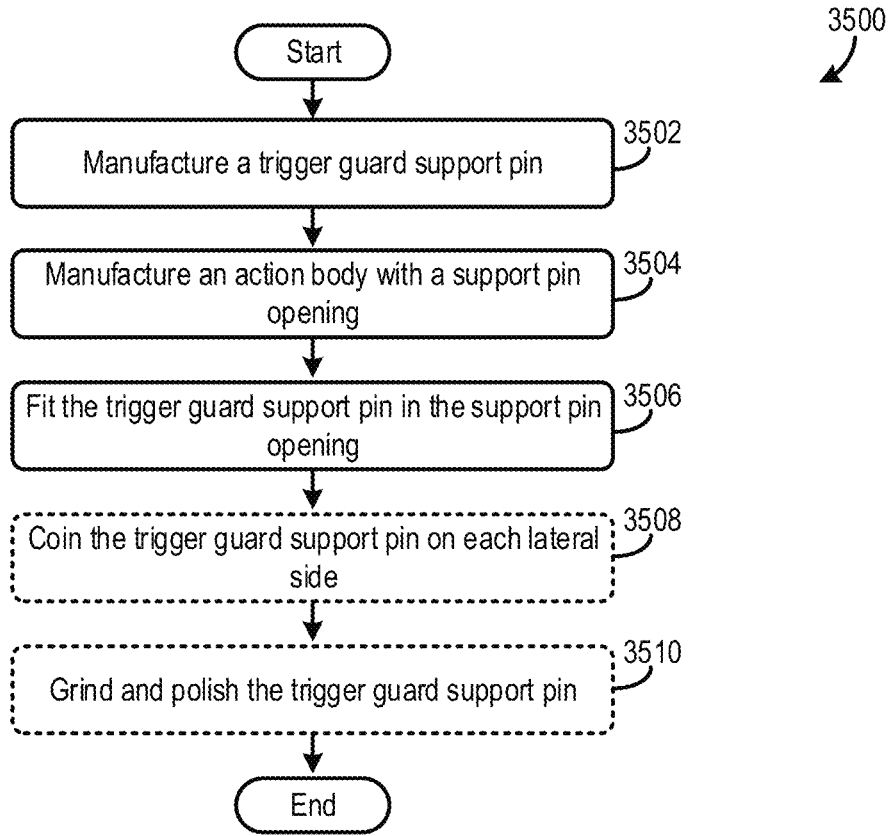 3500
Start
3502
Manufacture a trigger guard support pin
3504
Manufacture an action body with a support pin
opening
3506
Fit the trigger guard support pin in the support pin
opening
3508
Coin the trigger guard support pin on each lateral
side
3510
Grind and polish the trigger guard support pin
End